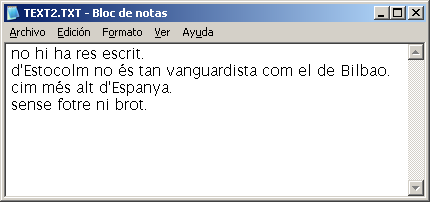 TEXT2.TXT - Bloc de notas
Archivo Edición Formato Ver Ayuda
no hi ha res escrit.
d'Estocolm no és tan vanguardista com el de Bilbao.
cim més alt d'Espanya.
sense fotre ni brot.